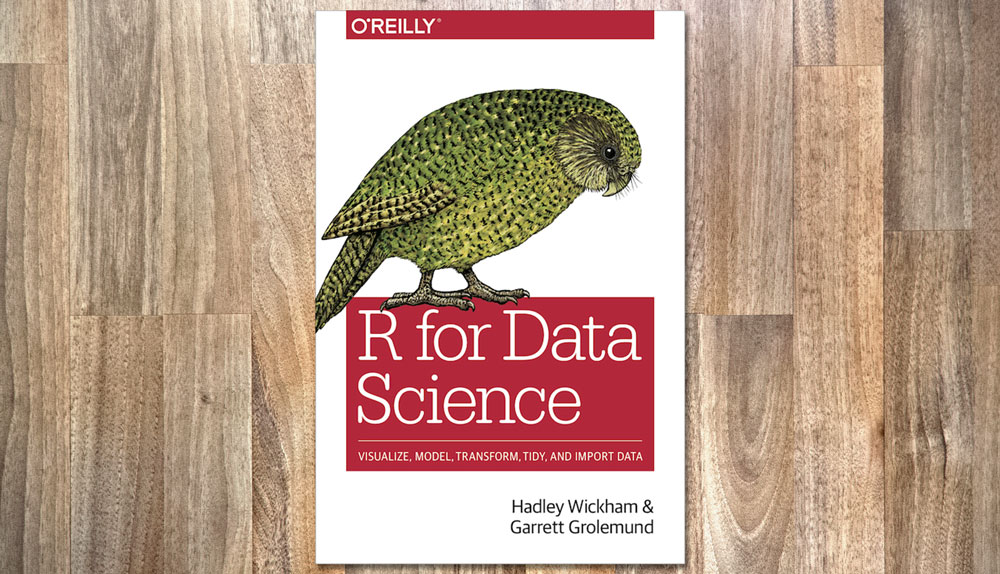 O'REILLY®
R for Data
Science
VISUALIZE, MODEL, TRANSFORM, TIDY, AND IMPORT DATA
Hadley Wickham &
Garrett Grolemund